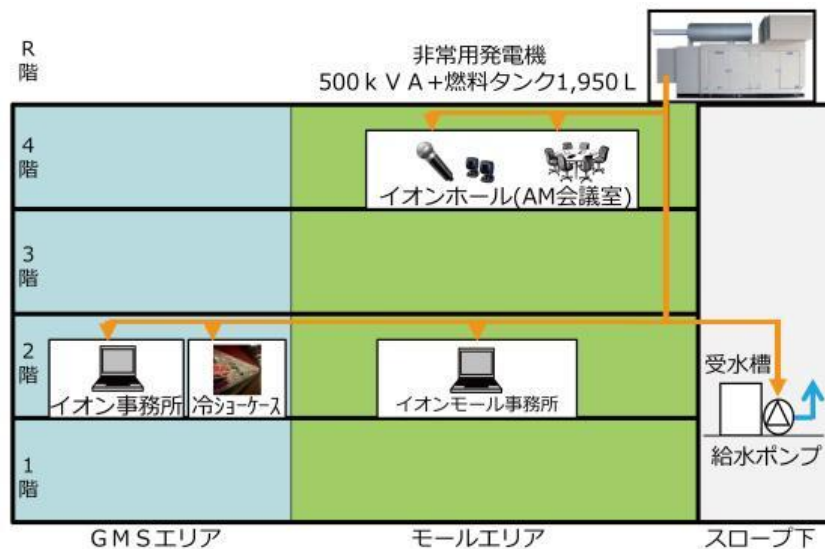 R
階
非常用発電機
500ｋＶＡ+燃料タンク1,950Ｌ
4
階
イオンホール(AM会議室)
3
階
2
階
イオン事務所
冷ｼｮｰｹｰｽ
イオンモール事務所
受水槽
給水ポンプ
1
階
ＧＭＳエリア
モールエリア
スロープ下